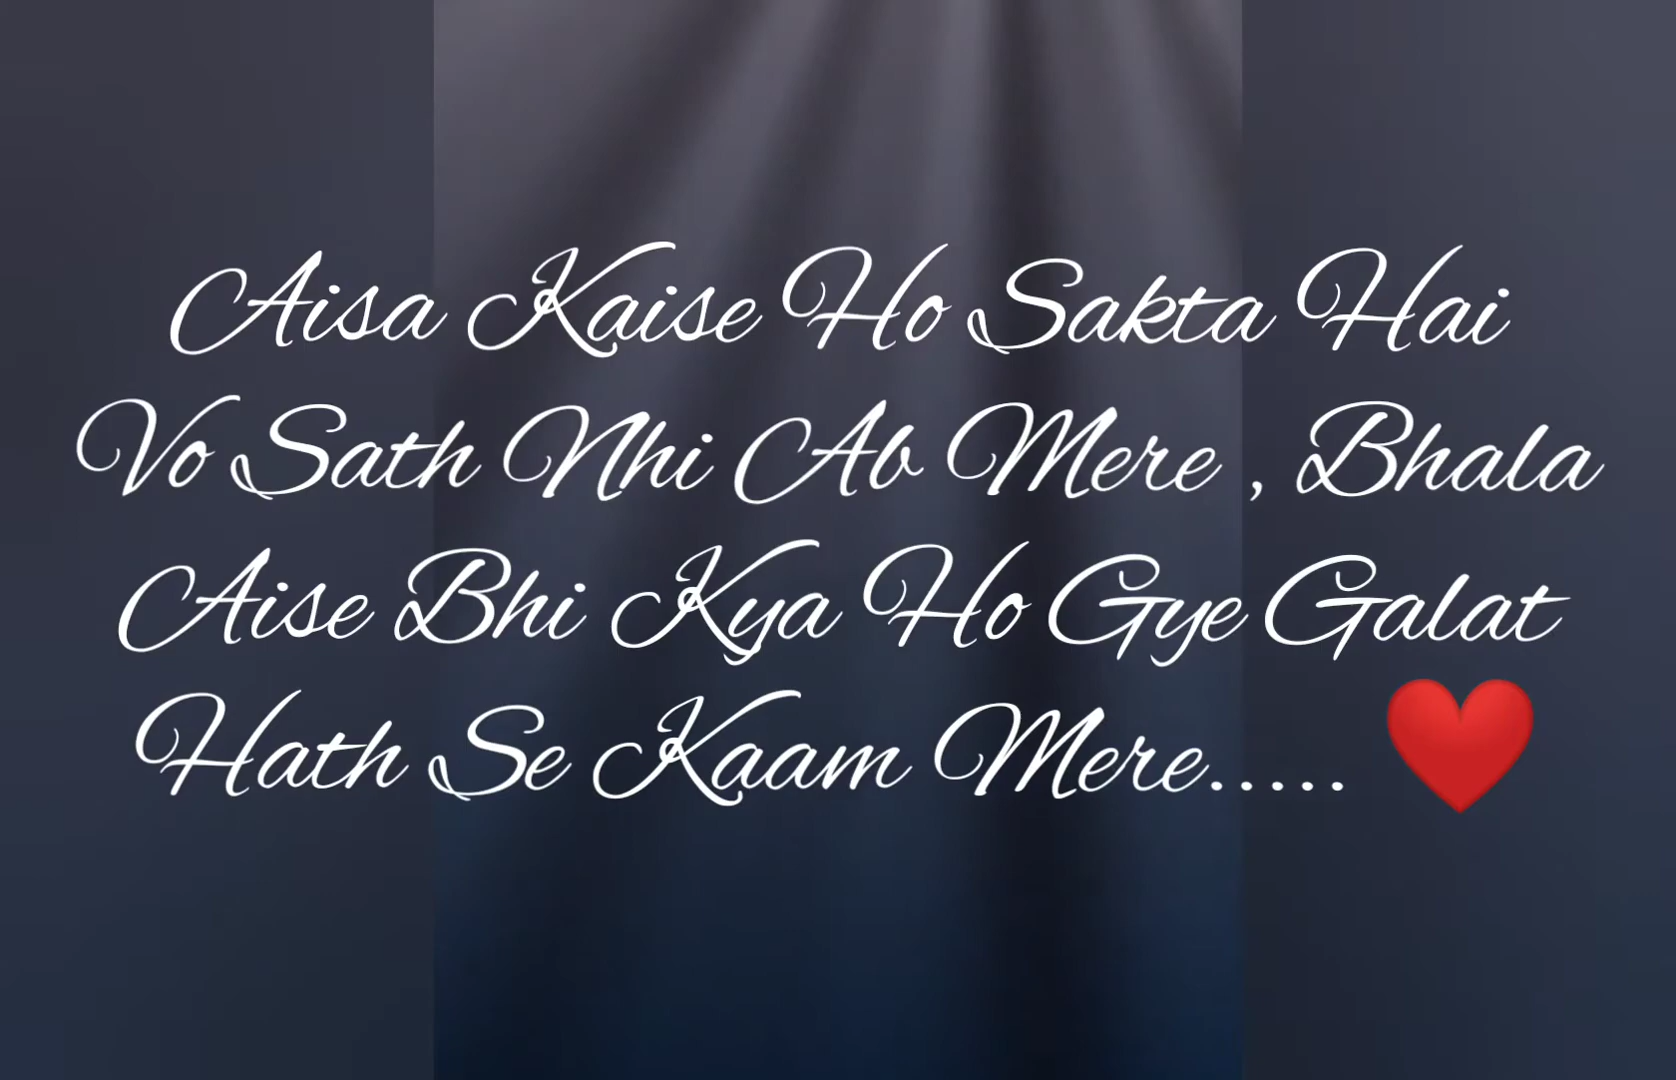 Aisa Kaise Ho Sakta Hai
Vo Sath Nhi Ab Mere , Bhala
Aise Bhi Kya Ho Gye Galat
Hath Se Kaam Mere..... ❤️